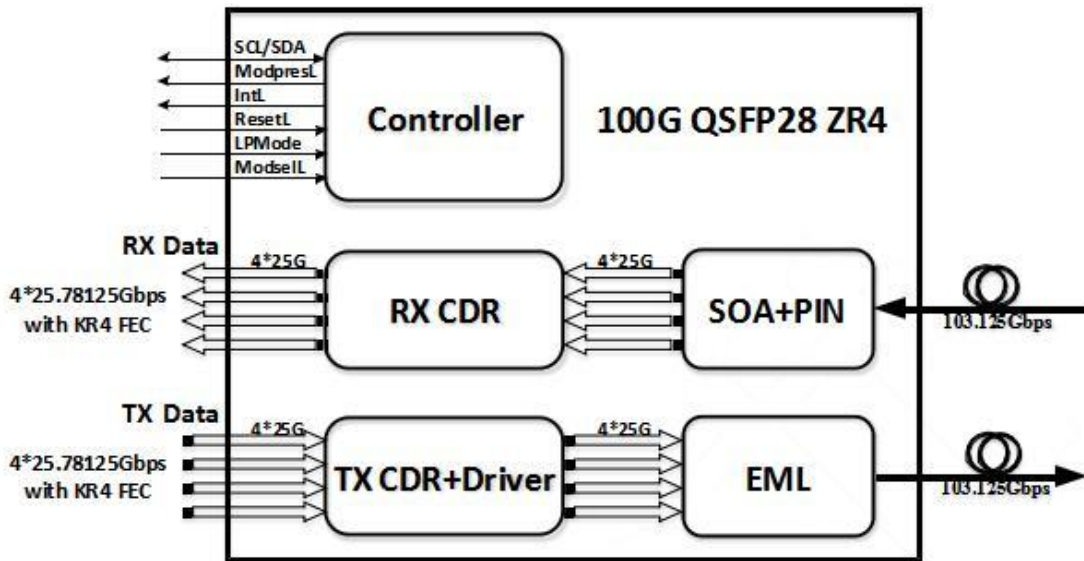 SCL/SDA
ModpresL
IntL
ResetL
LPMode
ModselL
Controller
100G QSFP28 ZR4
RX Data
4*25.78125Gbps
with KR4 FEC
4*25G
RX CDR
4*25G
SOA+PIN
103.125Gbps
TX Data
4*25.78125Gbps
with KR4 FEC
4*25G
TX CDR+Driver
4*25G
EML
103.125Gbps